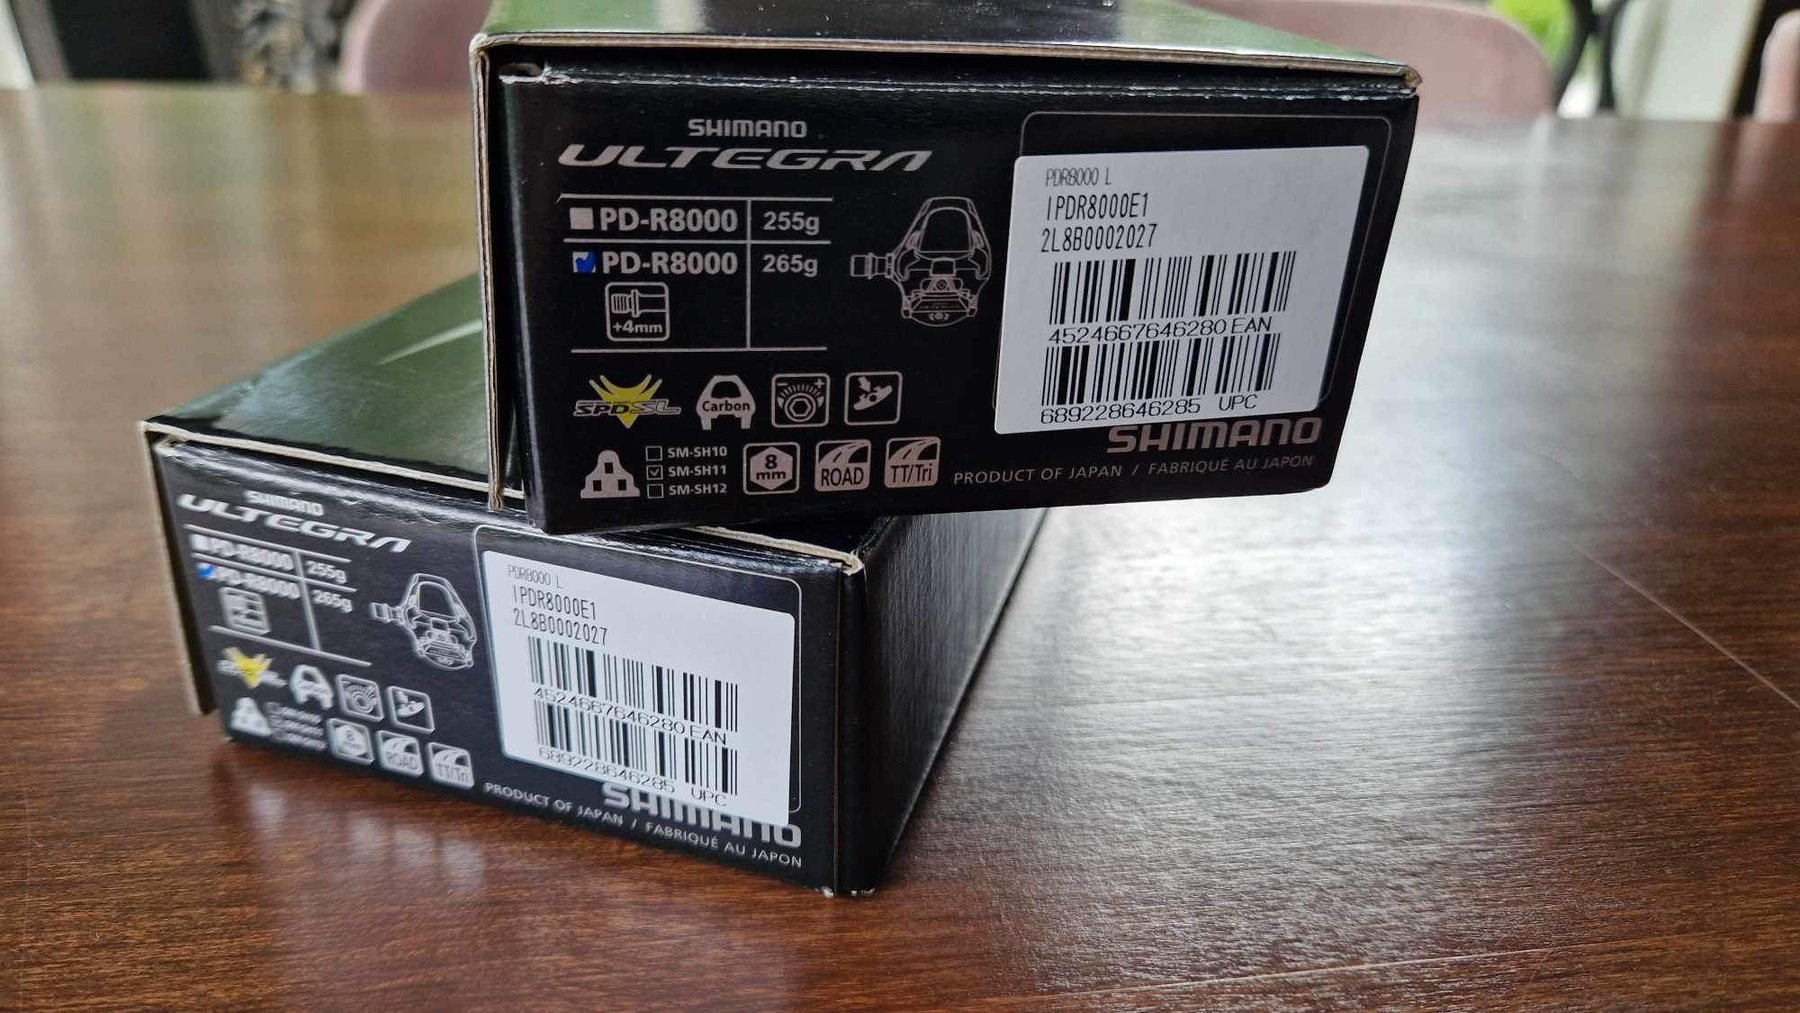 SHIMANO
ULTEGRA
PD-R8000 255g
PD-R8000 265g
+4mm
SPD-SL
Carbon
SM-SH10
SM-SH11
SM-SH12
8 mm
ROAD
TT/Tri
PDR8000 L
IPDR8000E1
2L8B0002027
4524667646280 EAN
689228646285 UPC
SHIMANO
PRODUCT OF JAPAN / FABRIQUÉ AU JAPON
SHIMANO
ULTEGRA
PD-R8000 255g
PD-R8000 265g
ROAD
TT/Tri
PDR8000 L
IPDR8000E1
2L8B0002027
4524667646280 EAN
689228646285 UPC
SHIMANO
PRODUCT OF JAPAN / FABRIQUÉ AU JAPON